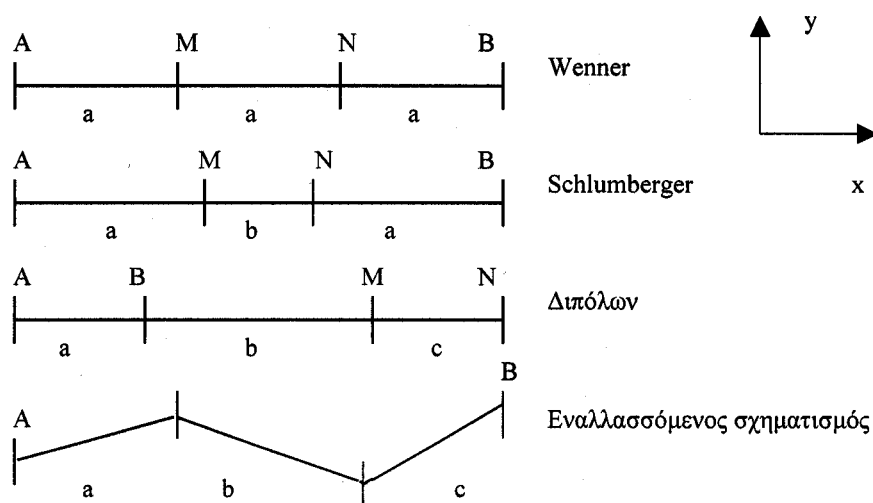 y
A M N B
Wenner
a a a
A M N B
Schlumberger x
a b a
A B M N
Διπόλων
a b c
B
A
Εναλλασσόμενος σχηματισμός
a b c